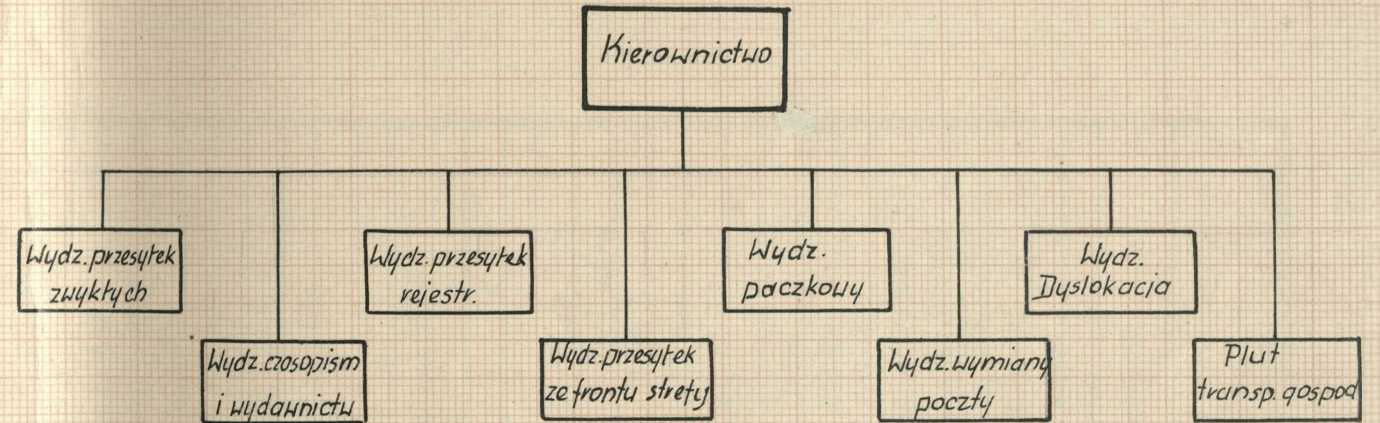 Kierownictwo
Wydz. przesyłek
zwykłych
Wydz. czasopism
i wydawnictw
Wydz. przesyłek
rejestr.
Wydz. przesyłek
ze frontu strety
Wydz.
paczkowy
Wydz. wymiany
poczty
Wydz.
Dyslokacja
Plut
transp. gospod